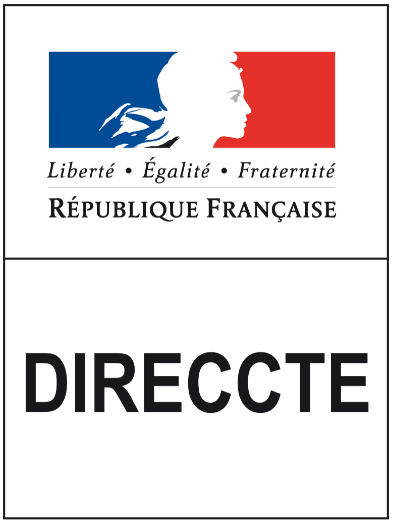 Liberté • Égalité • Fraternité
RÉPUBLIQUE FRANÇAISE
DIRECCTE